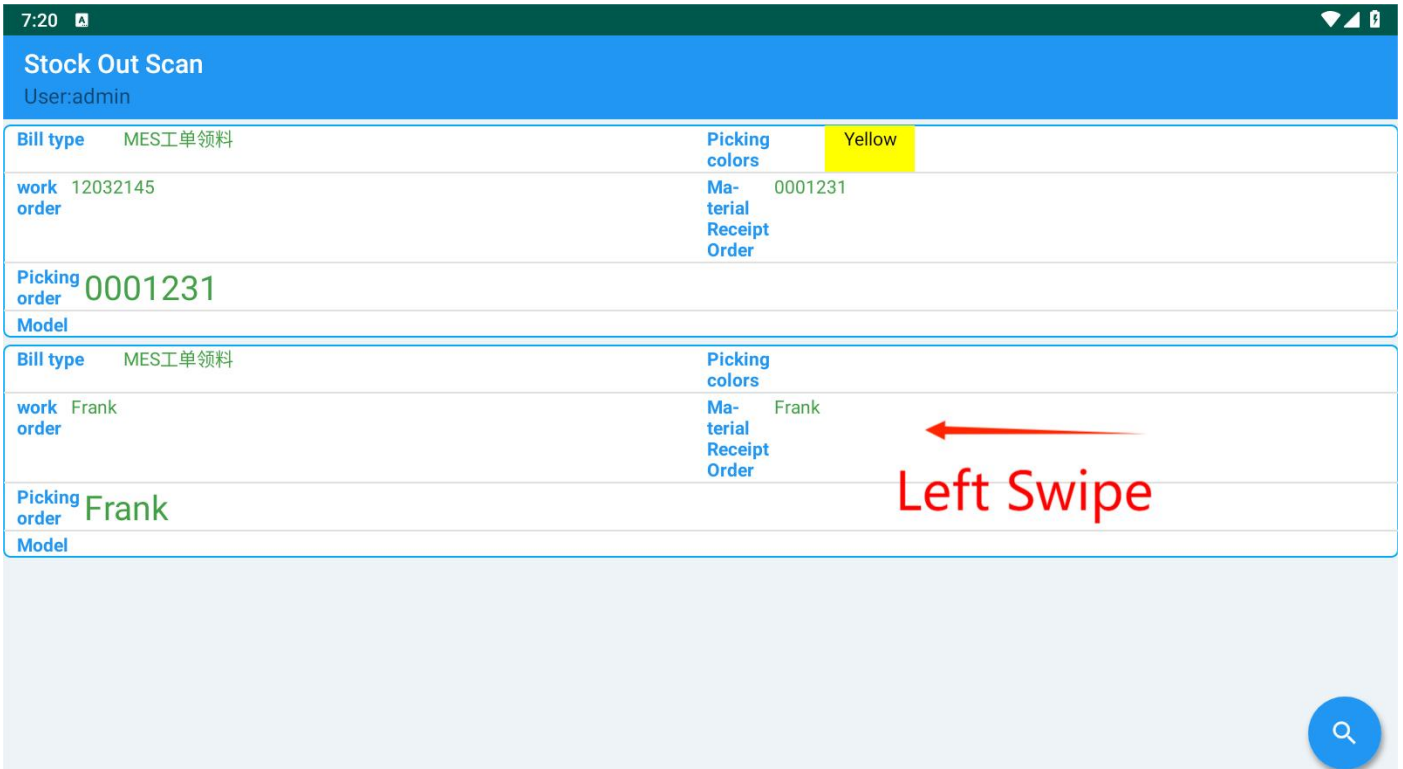 7:20 A
Stock Out Scan
User:admin
Bill type MES工单领料 Picking colors Yellow
work order 12032145 Ma-terial Receipt Order 0001231
Picking order 0001231
Model
Bill type MES工单领料 Picking colors
work order Frank Ma-terial Receipt Order Frank
Left Swipe
Picking order Frank
Model